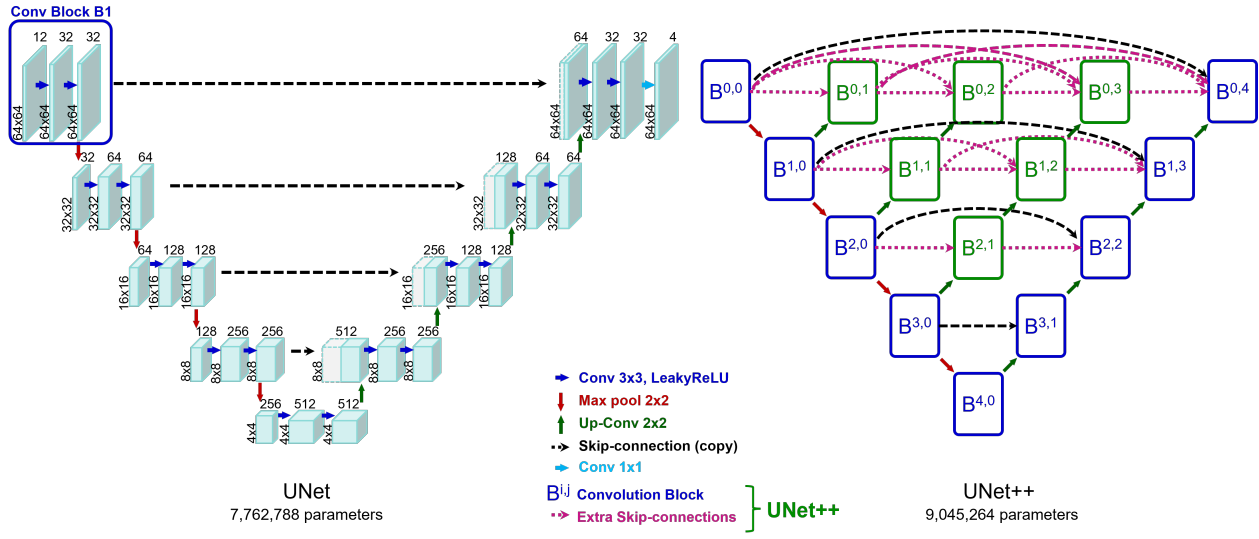 Conv Block B1
12 32 32
64x64 64x64 64x64
64 32 32 4
64x64 64x64 64x64 64x64
32 64 64
32x32 32x32 32x32
128 64 64
32x32 32x32 32x32
64 128 128
16x16 16x16 16x16
256 128 128
16x16 16x16 16x16
128 256 256
8x8 8x8 8x8
512 256 256
8x8 8x8 8x8
256 512 512
4x4 4x4 4x4
Conv 3x3, LeakyReLU
Max pool 2x2
Up-Conv 2x2
Skip-connection (copy)
Conv 1x1
B^i,j Convolution Block
Extra Skip-connections
UNet++
UNet
7,762,788 parameters
B^0,0 B^0,1 B^0,2 B^0,3 B^0,4
B^1,0 B^1,1 B^1,2 B^1,3
B^2,0 B^2,1 B^2,2
B^3,0 B^3,1
B^4,0
UNet++
9,045,264 parameters